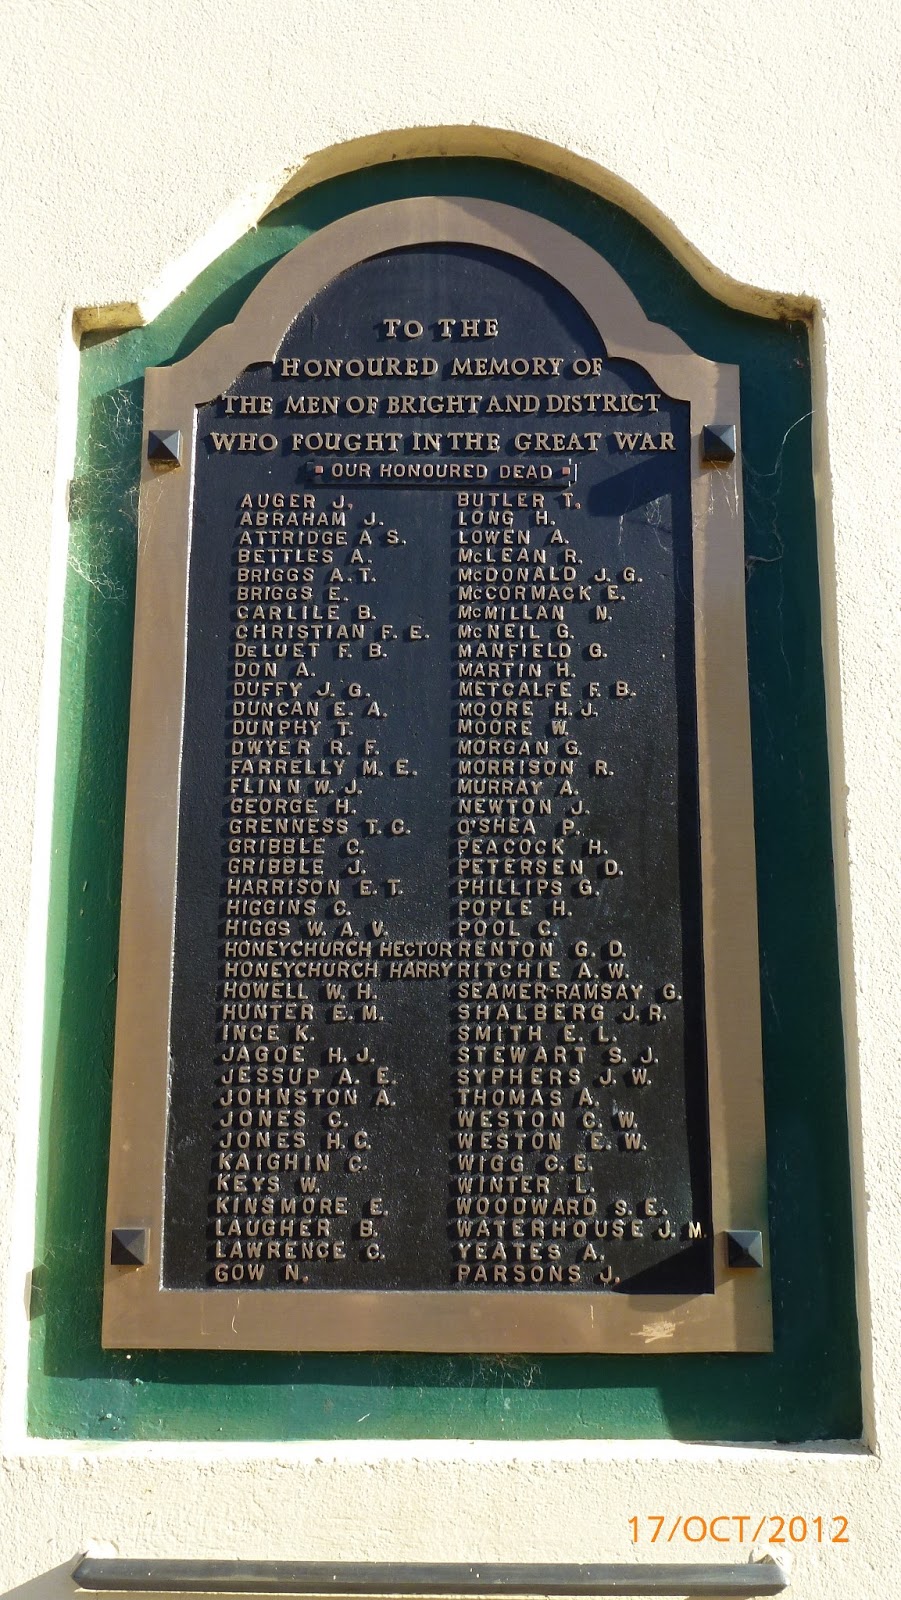 TO THE
HONOURED MEMORY OF
THE MEN OF BRIGHT AND DISTRICT
WHO FOUGHT IN THE GREAT WAR
OUR HONOURED DEAD
AUGER J.
ABRAHAM J.
ATTRIDGE A S.
BETTLES A.
BRIGGS A. T.
BRIGGS E.
CARLILE B.
CHRISTIAN F. E.
DeLUET F. B.
DON A.
DUFFY J. G.
DUNCAN E. A.
DUNPHY T.
DWYER R. F.
FARRELLY M. E.
FLINN W. J.
GEORGE H.
GRENNESS T. C.
GRIBBLE C.
GRIBBLE J.
HARRISON E. T.
HIGGINS C.
HIGGS W. A. V.
HONEYCHURCH HECTOR
HONEYCHURCH HARRY
HOWELL W. H.
HUNTER E. M.
INCE K.
JAGOE H. J.
JESSUP A. E.
JOHNSTON A.
JONES C.
JONES H. C.
KAIGHIN C.
KEYS W.
KINSMORE E.
LAUGHER B.
LAWRENCE C.
GOW N.
BUTLER T.
LONG H.
LOWEN A.
McLEAN R.
McDONALD J. G.
McCORMACK E.
McMILLAN N.
McNEIL G.
MANFIELD G.
MARTIN H.
METCALFE F. B.
MOORE H. J.
MOORE W.
MORGAN G.
MORRISON R.
MURRAY A.
NEWTON J.
O'SHEA P.
PEACOCK H.
PETERSEN D.
PHILLIPS G.
POPLE H.
POOL C.
RENTON G. D.
RITCHIE A. W.
SEAMER-RAMSAY G.
SHALBERG J. R.
SMITH E. L.
STEWART S. J.
SYPHERS J. W.
THOMAS A.
WESTON C. W.
WESTON E. W.
WIGG C. E.
WINTER L.
WOODWARD S. E.
WATERHOUSE J. M.
YEATES A.
PARSONS J.
17/OCT/2012